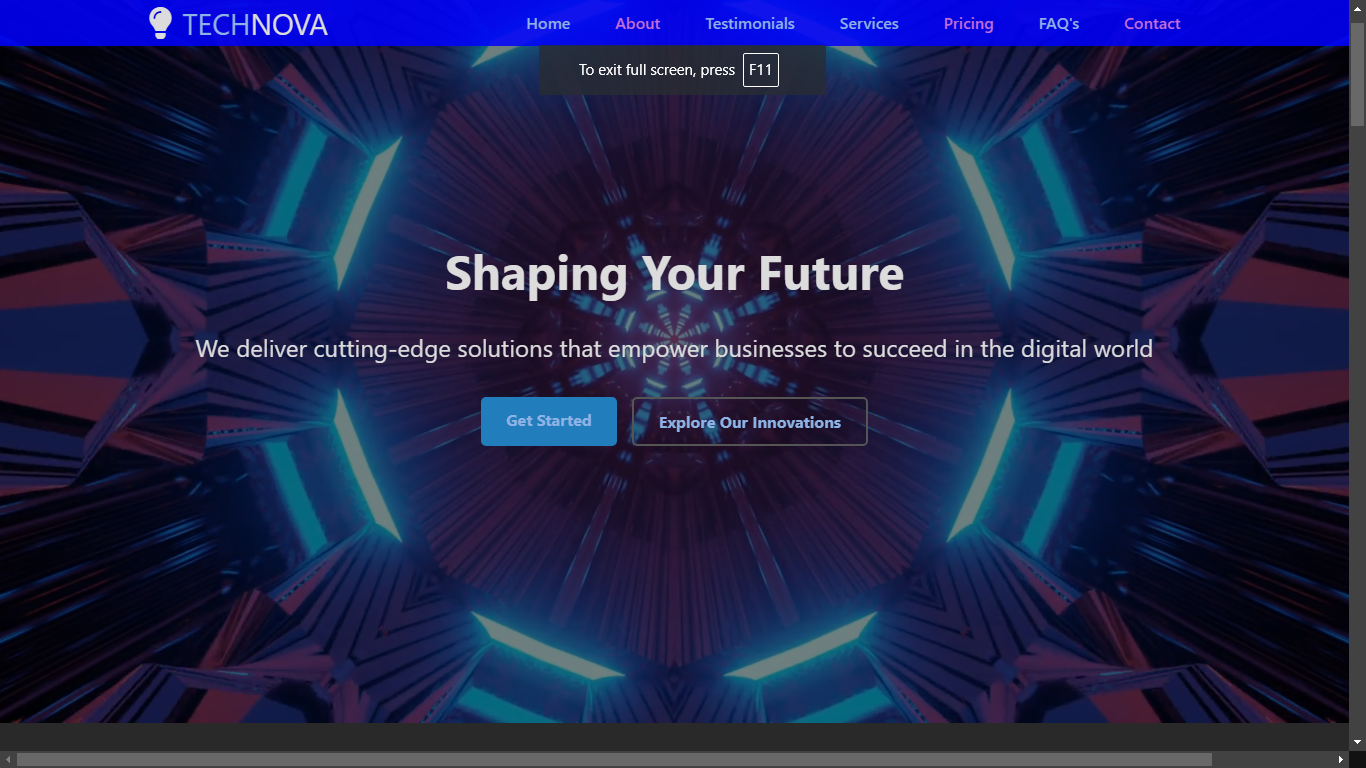 TECHNOVA Home About Testimonials Services Pricing FAQ's Contact
To exit full screen, press F11
Shaping Your Future
We deliver cutting-edge solutions that empower businesses to succeed in the digital world
Get Started Explore Our Innovations